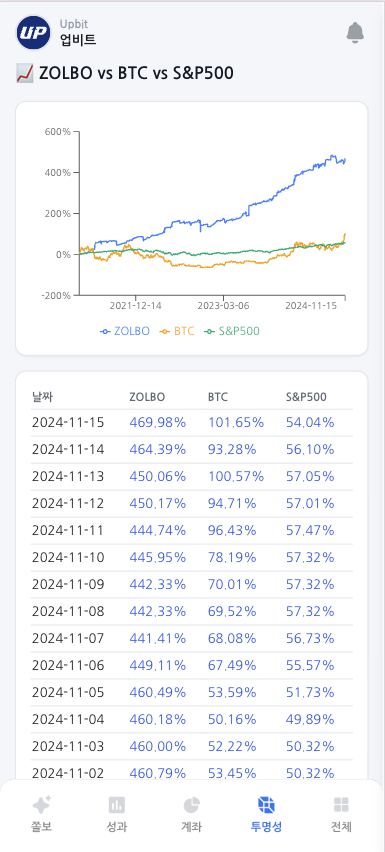 UP
Upbit
업비트
📈 ZOLBO vs BTC vs S&P500
600%
400%
200%
0%
-200%
2021-12-14 2023-03-06 2024-11-15
ZOLBO BTC S&P500
날짜 ZOLBO BTC S&P500
2024-11-15 469.98% 101.65% 54.04%
2024-11-14 464.39% 93.28% 56.10%
2024-11-13 450.06% 100.57% 57.05%
2024-11-12 450.17% 94.71% 57.01%
2024-11-11 444.74% 96.43% 57.47%
2024-11-10 445.95% 78.19% 57.32%
2024-11-09 442.33% 70.01% 57.32%
2024-11-08 442.33% 69.52% 57.32%
2024-11-07 441.41% 68.08% 56.73%
2024-11-06 449.11% 67.49% 55.57%
2024-11-05 460.49% 53.59% 51.73%
2024-11-04 460.18% 50.16% 49.89%
2024-11-03 460.00% 52.22% 50.32%
2024-11-02 460.79% 53.45% 50.32%
쫄보 성과 계좌 투명성 전체